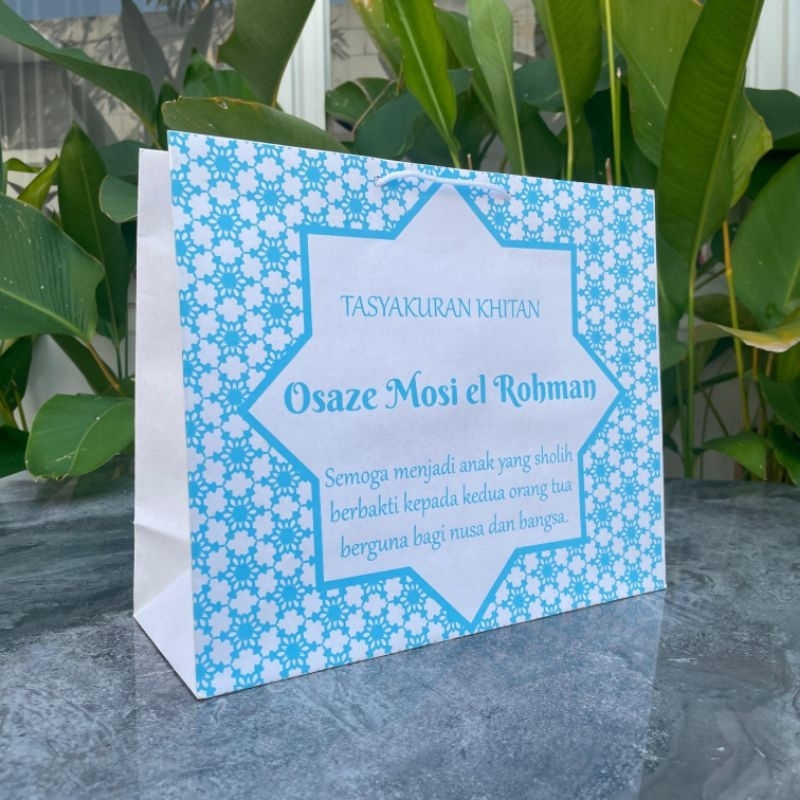 TASYAKURAN KHITAN
Osaze Mosi el Rohman
Semoga menjadi anak yang sholih
berbakti kepada kedua orang tua
berguna bagi nusa dan bangsa.